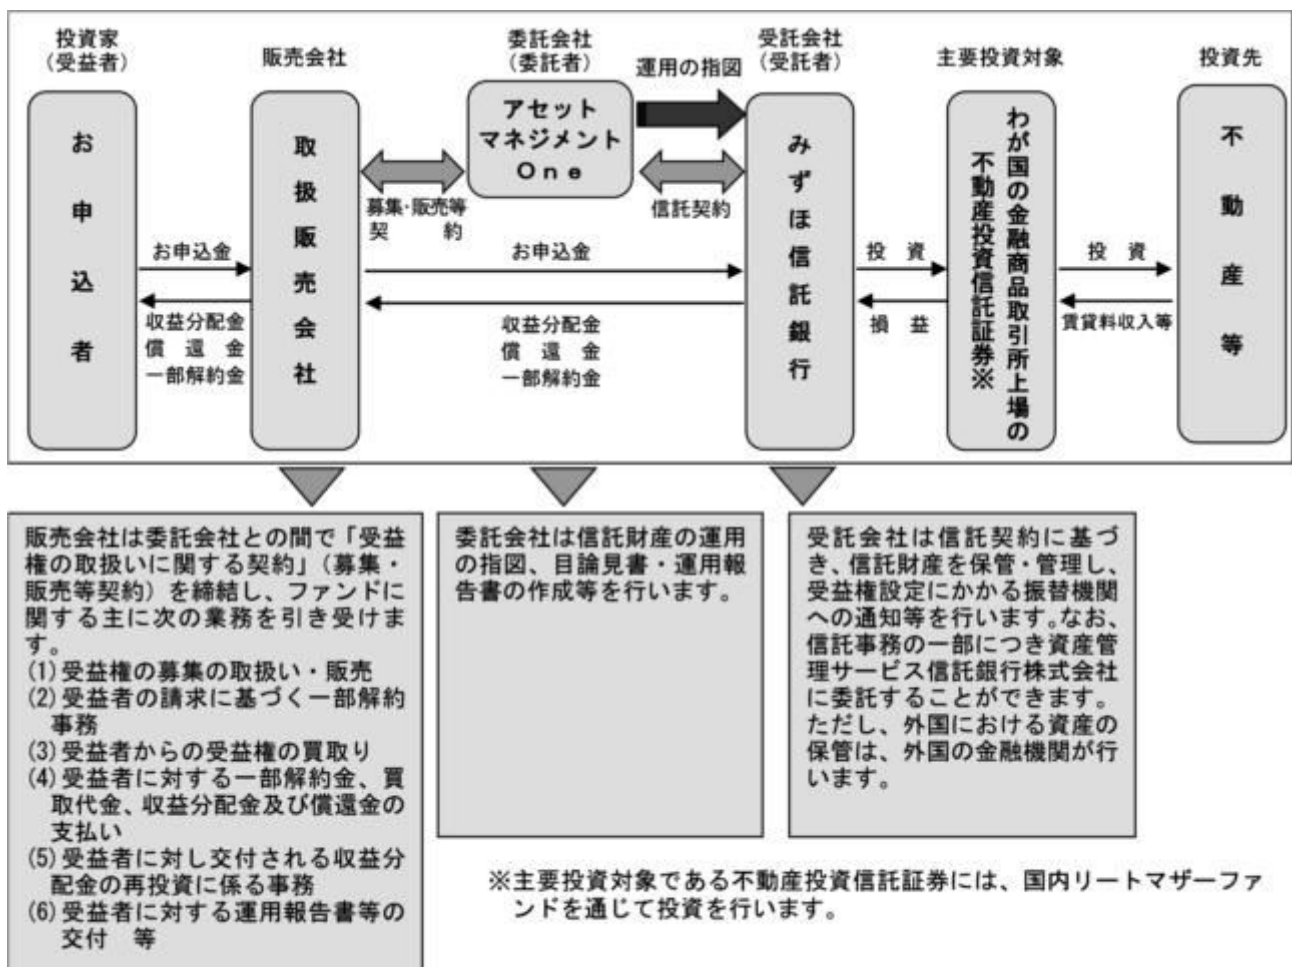 投資家
(受益者)
販売会社
委託会社
(委託者)
運用の指図
受託会社
(受託者)
主要投資対象
投資先
お申込者
取扱販売会社
アセット
マネジメント
One
みずほ信託銀行
わが国の金融商品取引所上場の
不動産投資信託証券※
不動産等
募集・販売等
契 約
信託契約
お申込金
収益分配金
償 還 金
一部解約金
お申込金
収益分配金
償 還 金
一部解約金
投 資
損 益
投 資
賃貸料収入等
販売会社は委託会社との間で「受益
権の取扱いに関する契約」(募集・
販売等契約)を締結し、ファンドに
関する主に次の業務を引き受けま
す。
(1)受益権の募集の取扱い・販売
(2)受益者の請求に基づく一部解約
事務
(3)受益者からの受益権の買取り
(4)受益者に対する一部解約金、買
取代金、収益分配金及び償還金の
支払い
(5)受益者に対し交付される収益分
配金の再投資に係る事務
(6)受益者に対する運用報告書等の
交付 等
委託会社は信託財産の運用
の指図、目論見書・運用報
告書の作成等を行います。
受託会社は信託契約に基づ
き、信託財産を保管・管理し、
受益権設定にかかる振替機関
への通知等を行います。なお、
信託事務の一部につき資産管
理サービス信託銀行株式会社
に委託することができます。
ただし、外国における資産の
保管は、外国の金融機関が行
います。
※主要投資対象である不動産投資信託証券には、国内リートマザーファ
ンドを通じて投資を行います。